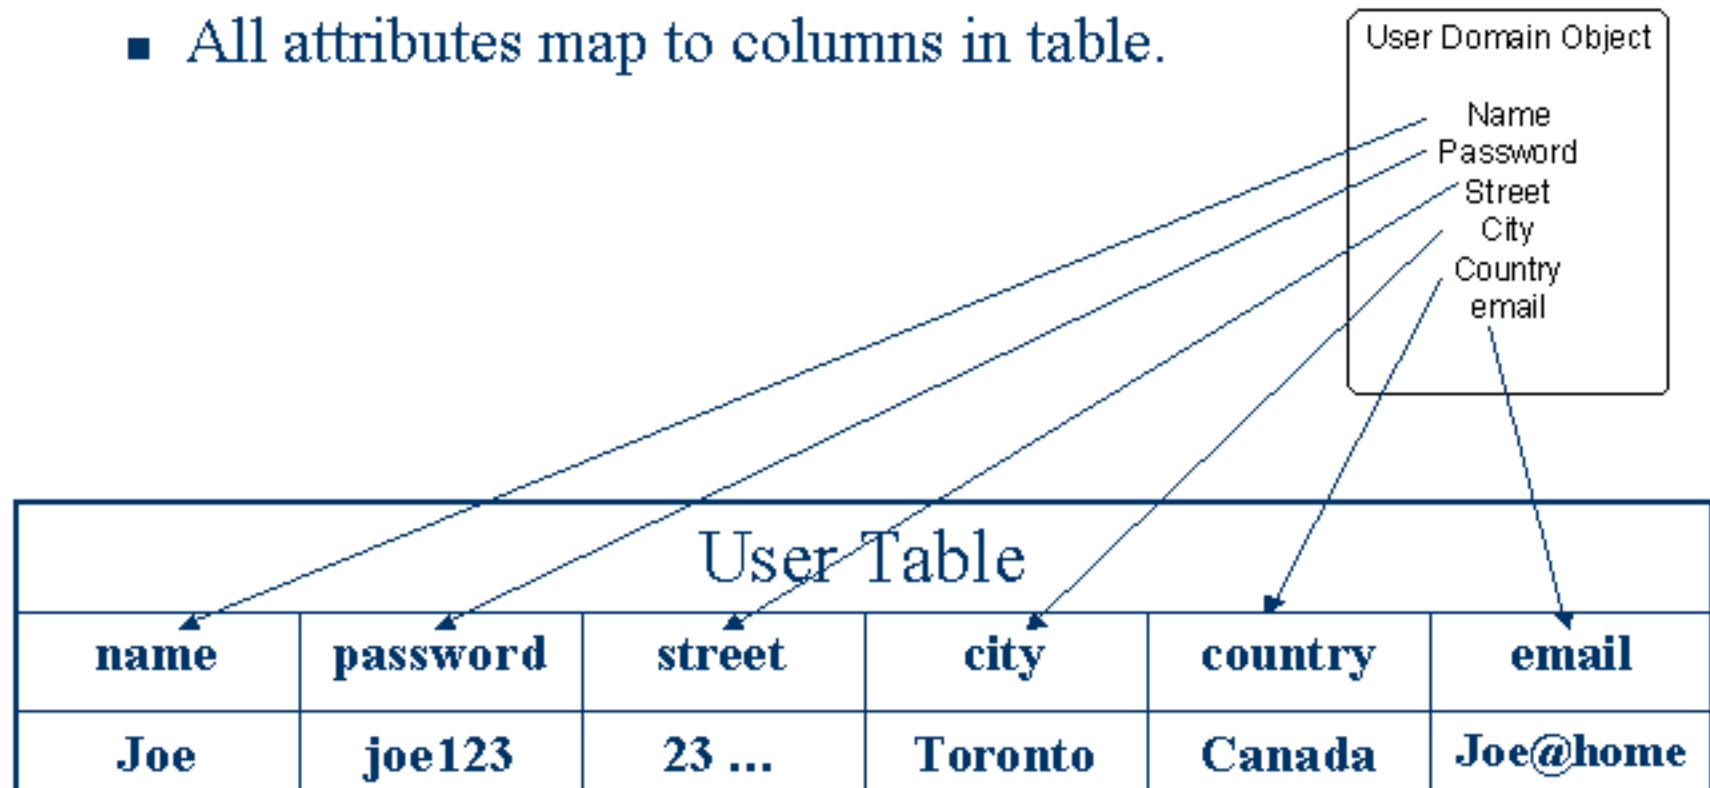 ■ All attributes map to columns in table.
User Domain Object
Name
Password
Street
City
Country
email
User Table
name password street city country email
Joe joe123 23 ... Toronto Canada Joe@home